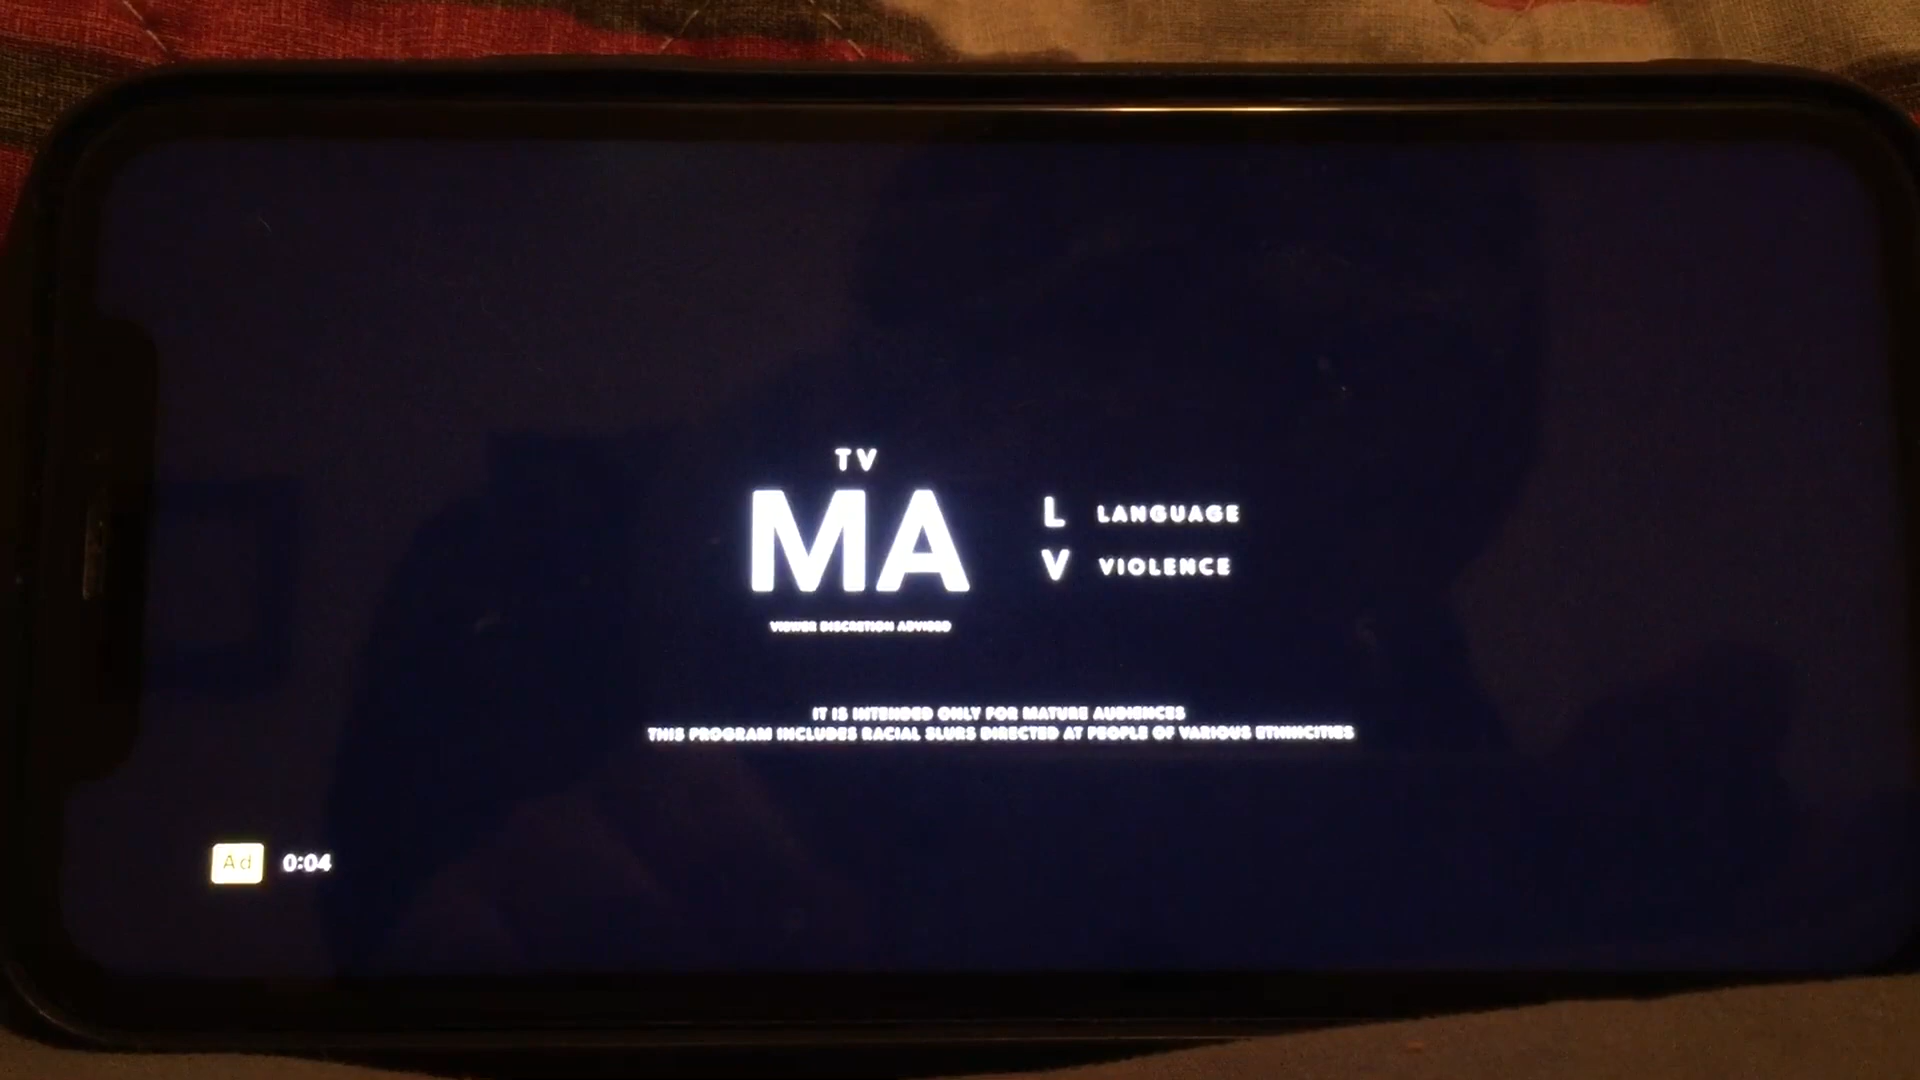 TV
MA
L LANGUAGE
V VIOLENCE
VIEWER DISCRETION ADVISED
IT IS INTENDED ONLY FOR MATURE AUDIENCES
THIS PROGRAM INCLUDES RACIAL SLURS DIRECTED AT PEOPLE OF VARIOUS ETHNICITIES
Ad 0:04